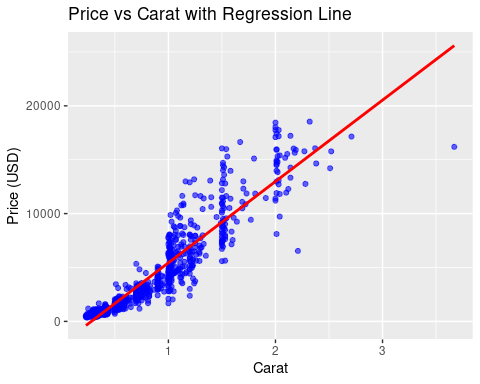 Price vs Carat with Regression Line
Price (USD)
20000
10000
0
1 2 3
Carat